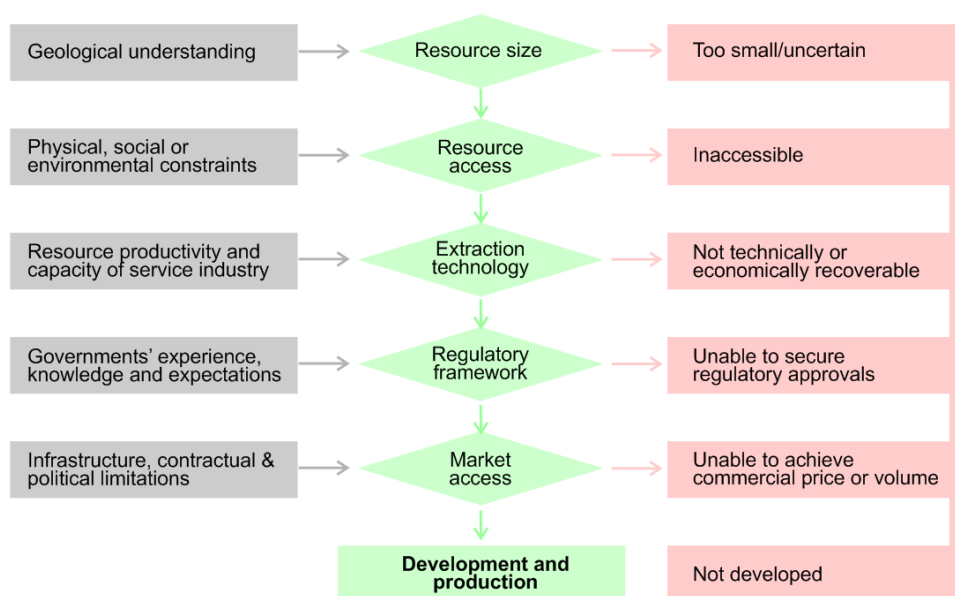 Geological understanding
Resource size
Too small/uncertain
Physical, social or
environmental constraints
Resource
access
Inaccessible
Resource productivity and
capacity of service industry
Extraction
technology
Not technically or
economically recoverable
Governments’ experience,
knowledge and expectations
Regulatory
framework
Unable to secure
regulatory approvals
Infrastructure, contractual &
political limitations
Market
access
Unable to achieve
commercial price or volume
Development and
production
Not developed